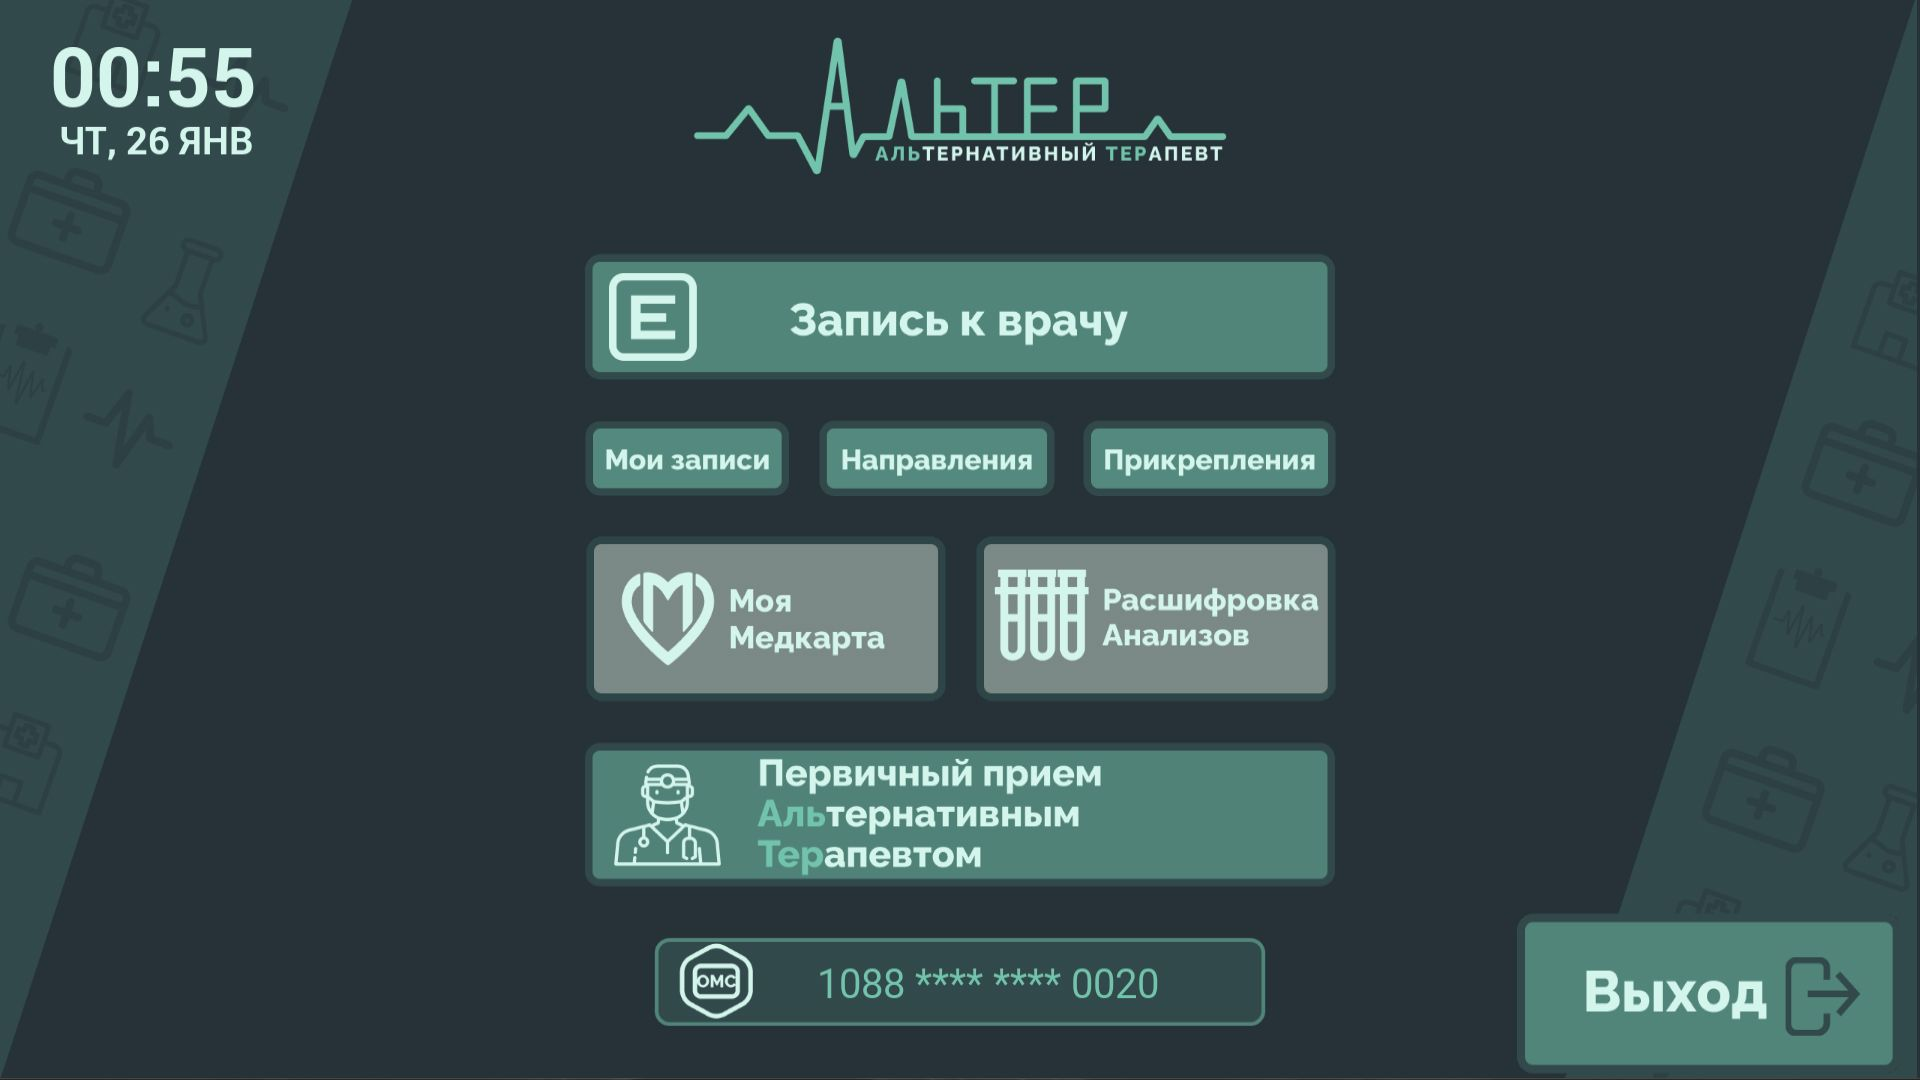 00:55
ЧТ, 26 ЯНВ
АЛЬТЕР
АЛЬТЕРНАТИВНЫЙ ТЕРАПЕВТ
Е
Запись к врачу
Мои записи
Направления
Прикрепления
М
Моя
Медкарта
Расшифровка
Анализов
Первичный прием
Альтернативным
Терапевтом
ОМС
1088 **** **** 0020
Выход